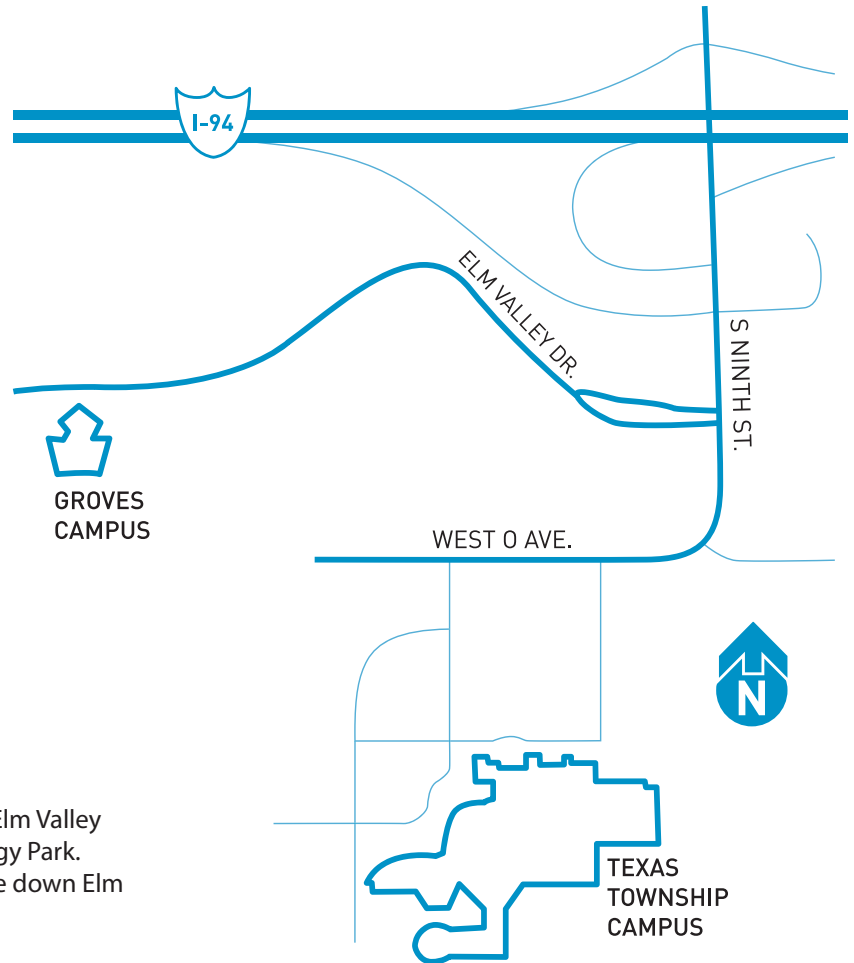 I-94
ELM VALLEY DR.
S NINTH ST.
GROVES
CAMPUS
WEST O AVE.
N
Elm Valley
gy Park.
e down Elm
TEXAS
TOWNSHIP
CAMPUS